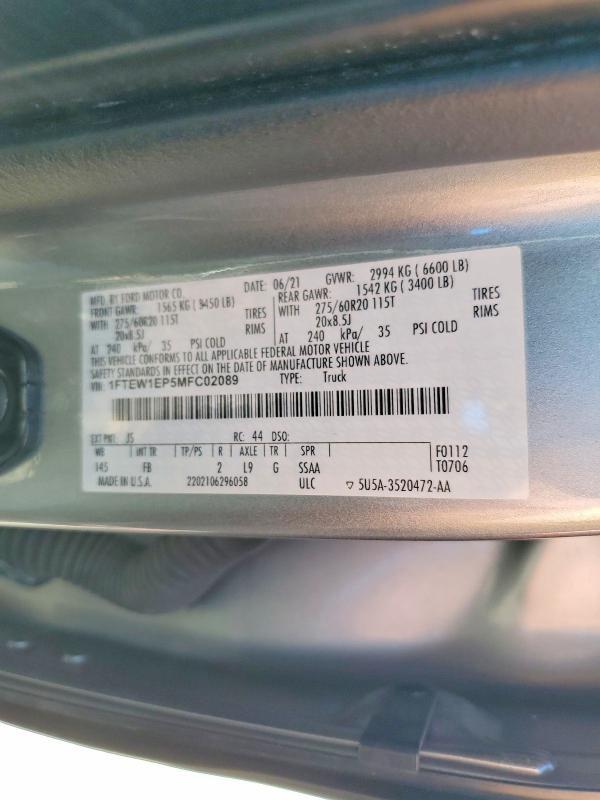 MFD. BY FORD MOTOR CO. DATE: 06/21 GVWR: 2994 KG ( 6600 LB)
FRONT GAWR: 1565 KG ( 3450 LB) REAR GAWR: 1542 KG ( 3400 LB)
WITH 275/60R20 115T TIRES WITH 275/60R20 115T TIRES
20x8.5J RIMS 20x8.5J RIMS
AT 240 kPa/ 35 PSI COLD AT 240 kPa/ 35 PSI COLD
THIS VEHICLE CONFORMS TO ALL APPLICABLE FEDERAL MOTOR VEHICLE
SAFETY STANDARDS IN EFFECT ON THE DATE OF MANUFACTURE SHOWN ABOVE.
VIN: 1FTEW1EP5MFC02089 TYPE: Truck
EXT PNT: JS RC: 44 DSO:
WB INT TR TP/PS R AXLE TR SPR F0112
145 FB 2 L9 G SSAA T0706
MADE IN U.S.A. 2202106296058 ULC ▽ 5U5A-3520472-AA